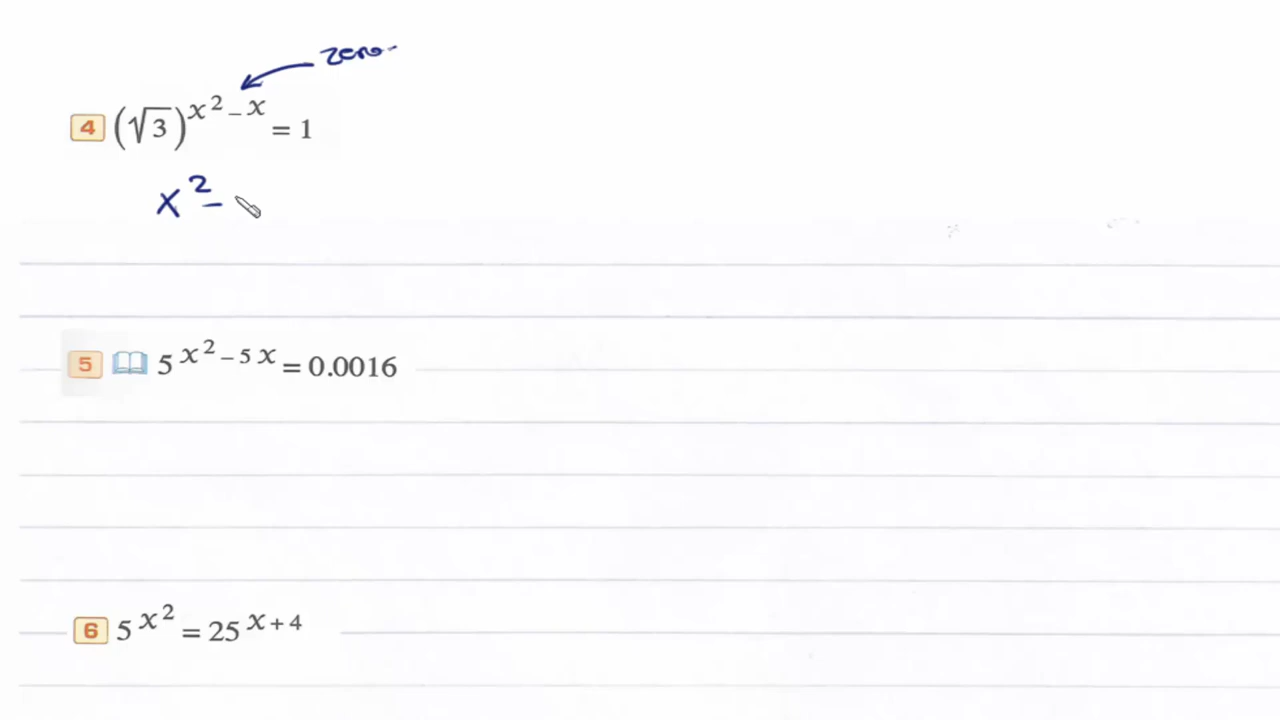 zero
4 (√3)^{x² - x} = 1
x² -
5 5^{x² - 5x} = 0.0016
6 5^{x²} = 25^{x + 4}